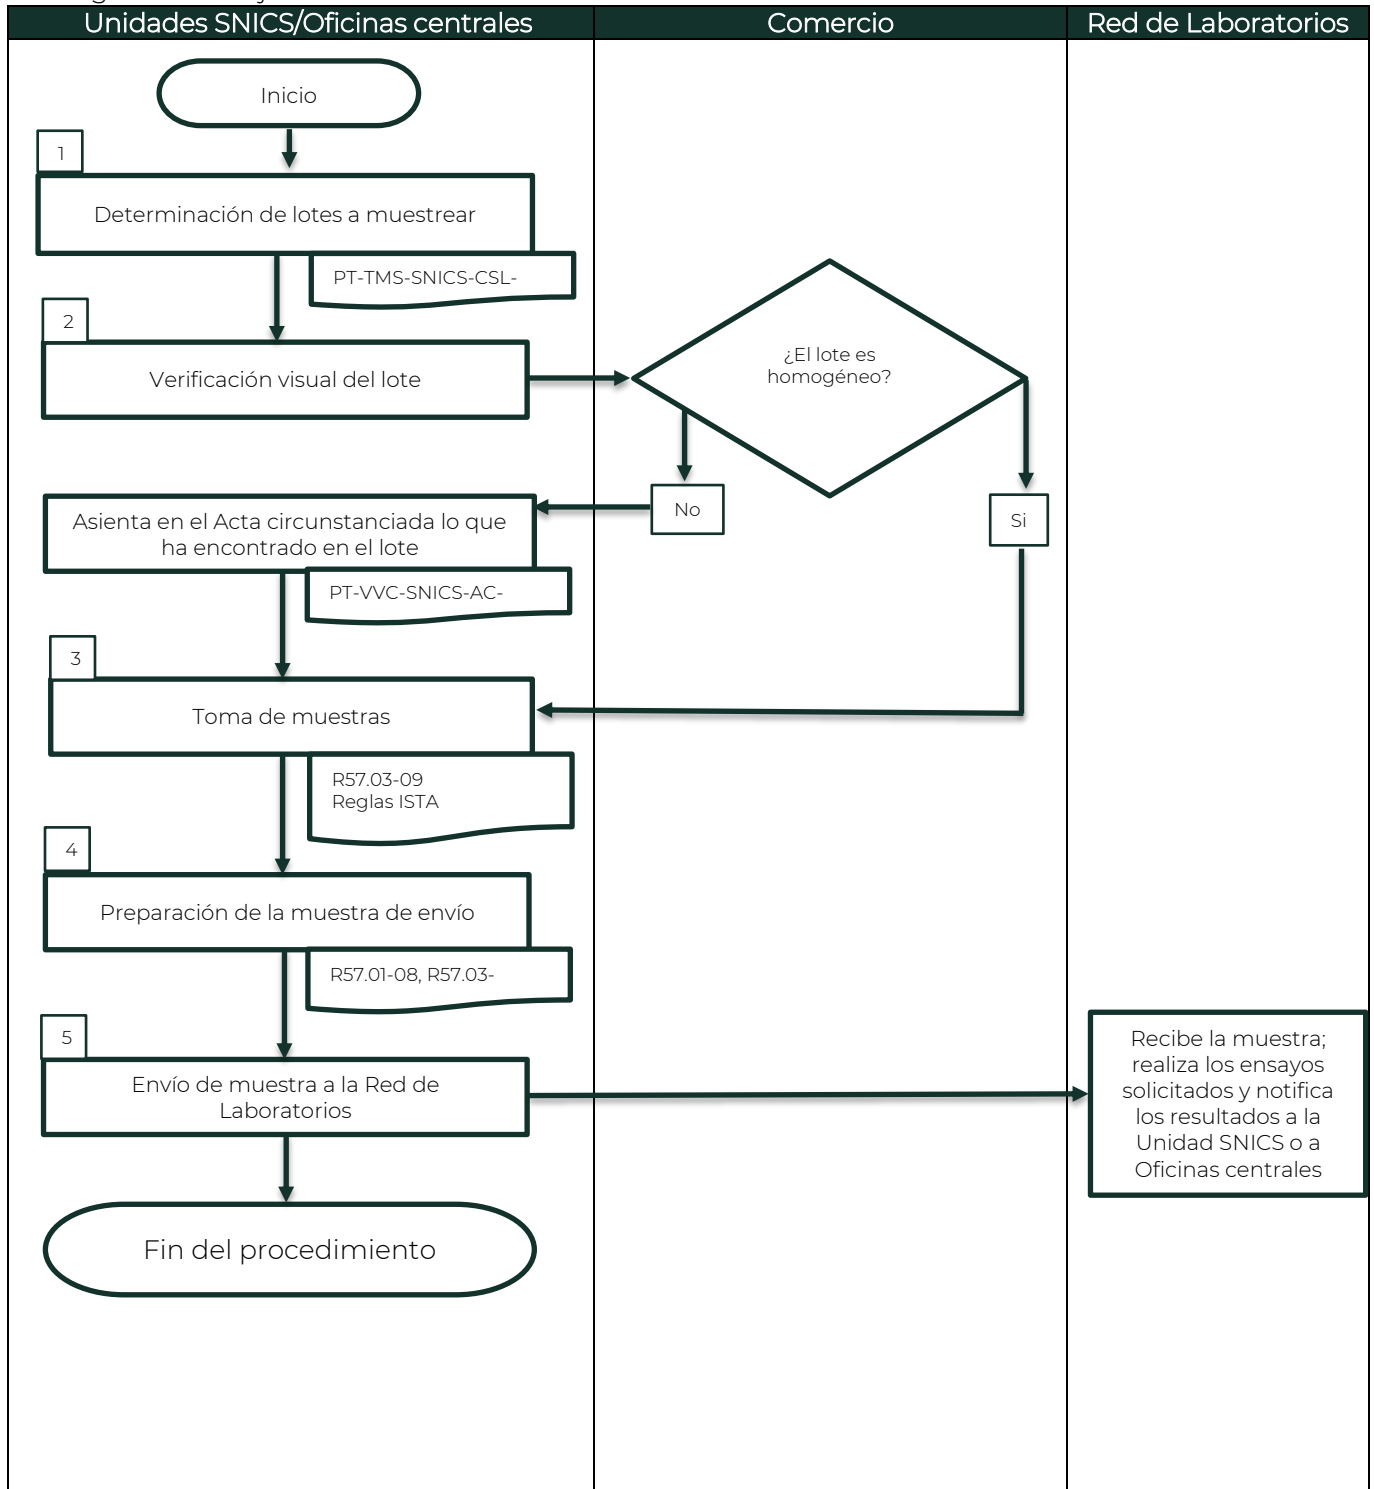 Unidades SNICS/Oficinas centrales
Comercio
Red de Laboratorios
Inicio
1
Determinación de lotes a muestrear
PT-TMS-SNICS-CSL-
2
Verificación visual del lote
¿El lote es
homogéneo?
No
Si
Asienta en el Acta circunstanciada lo que
ha encontrado en el lote
PT-VVC-SNICS-AC-
3
Toma de muestras
R57.03-09
Reglas ISTA
4
Preparación de la muestra de envío
R57.01-08, R57.03-
5
Envío de muestra a la Red de
Laboratorios
Recibe la muestra;
realiza los ensayos
solicitados y notifica
los resultados a la
Unidad SNICS o a
Oficinas centrales
Fin del procedimiento